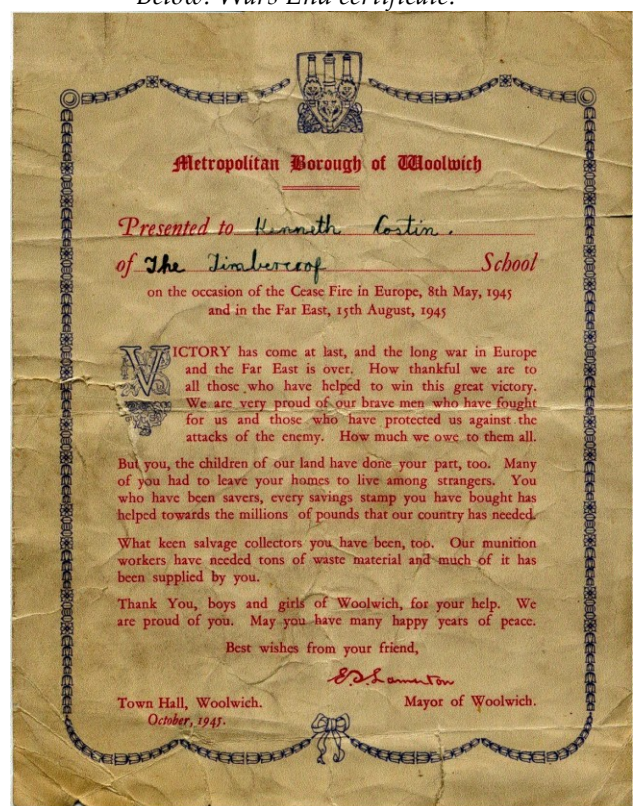 Below: Wars End certificate.
Metropolitan Borough of Woolwich
Presented to Kenneth Costin.
of The Timbercrof School
on the occasion of the Cease Fire in Europe, 8th May, 1945
and in the Far East, 15th August, 1945
VICTORY has come at last, and the long war in Europe
and the Far East is over. How thankful we are to
all those who have helped to win this great victory.
We are very proud of our brave men who have fought
for us and those who have protected us against the
attacks of the enemy. How much we owe to them all.
But you, the children of our land have done your part, too. Many
of you had to leave your homes to live among strangers. You
who have been savers, every savings stamp you have bought has
helped towards the millions of pounds that our country has needed.
What keen salvage collectors you have been, too. Our munition
workers have needed tons of waste material and much of it has
been supplied by you.
Thank You, boys and girls of Woolwich, for your help. We
are proud of you. May you have many happy years of peace.
Best wishes from your friend,
Town Hall, Woolwich. Mayor of Woolwich.
October, 1945.